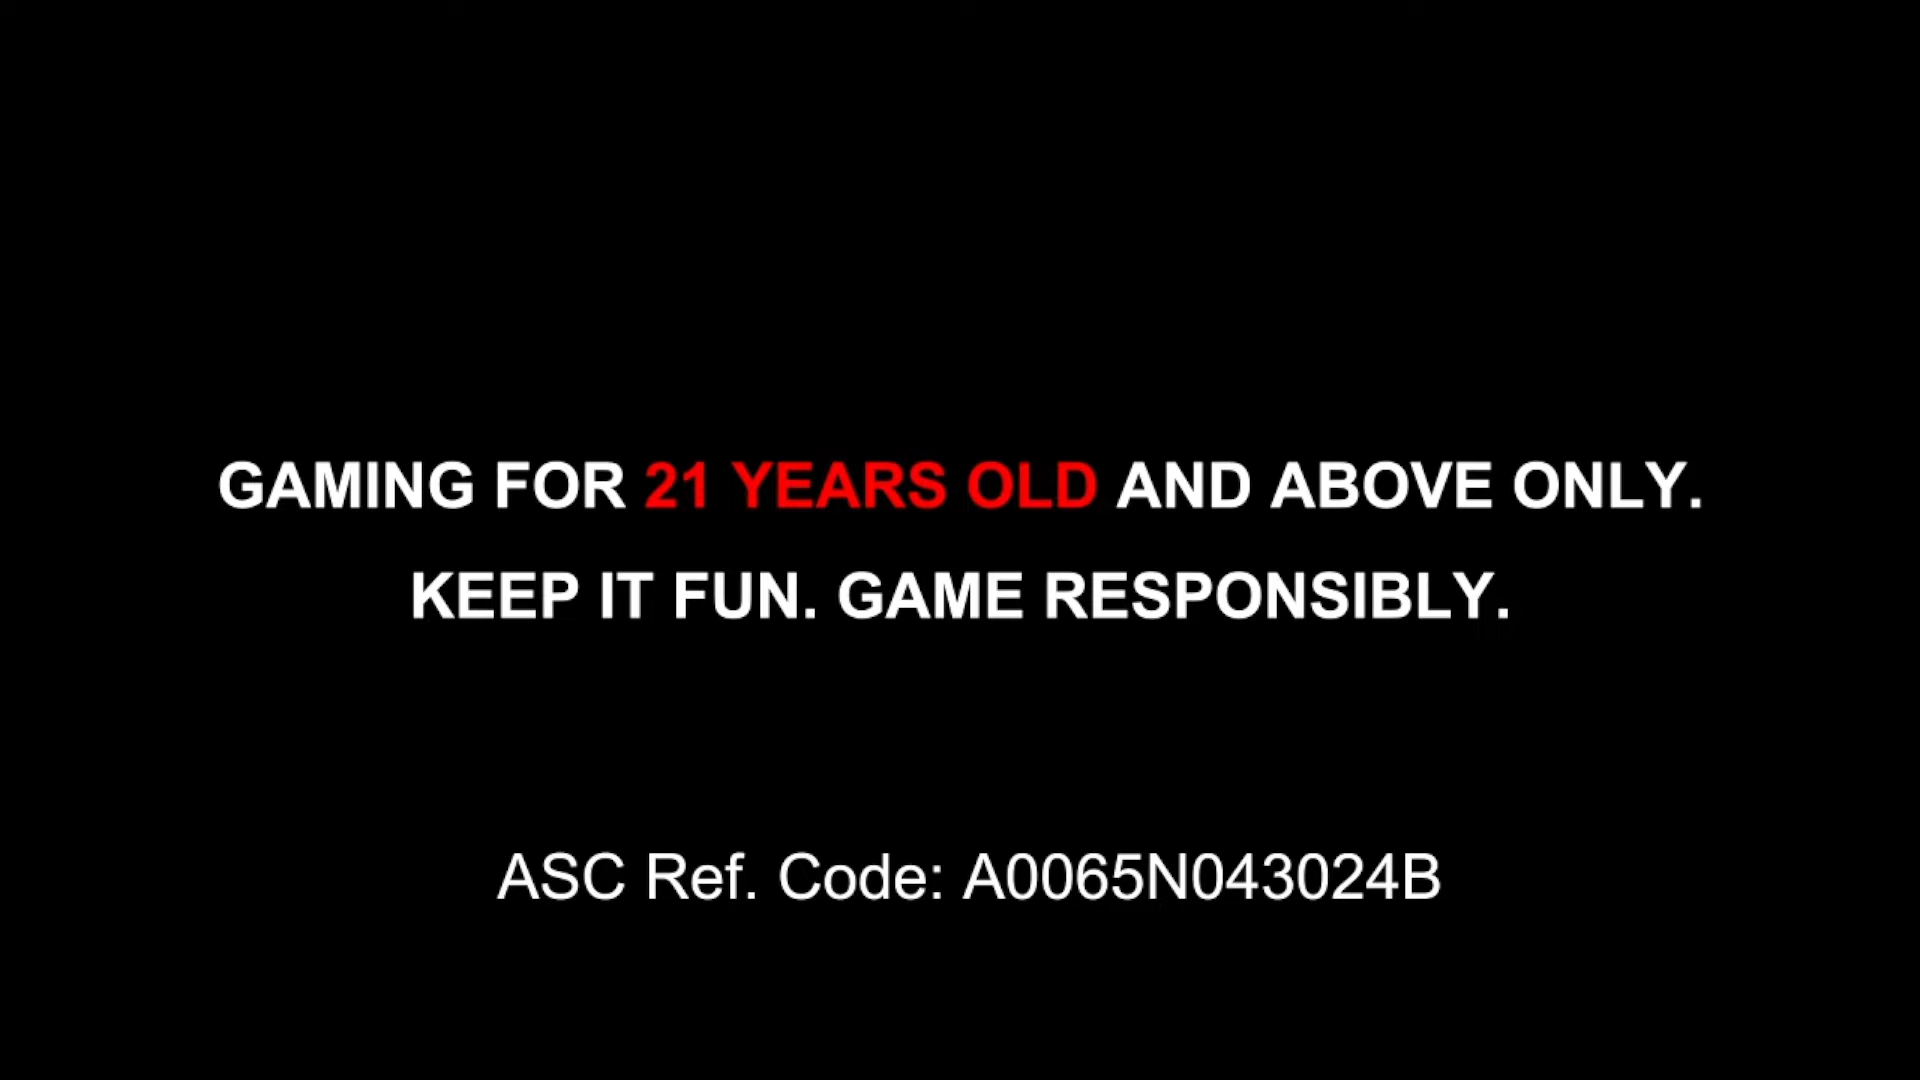 GAMING FOR 21 YEARS OLD AND ABOVE ONLY.
KEEP IT FUN. GAME RESPONSIBLY.
ASC Ref. Code: A0065N043024B